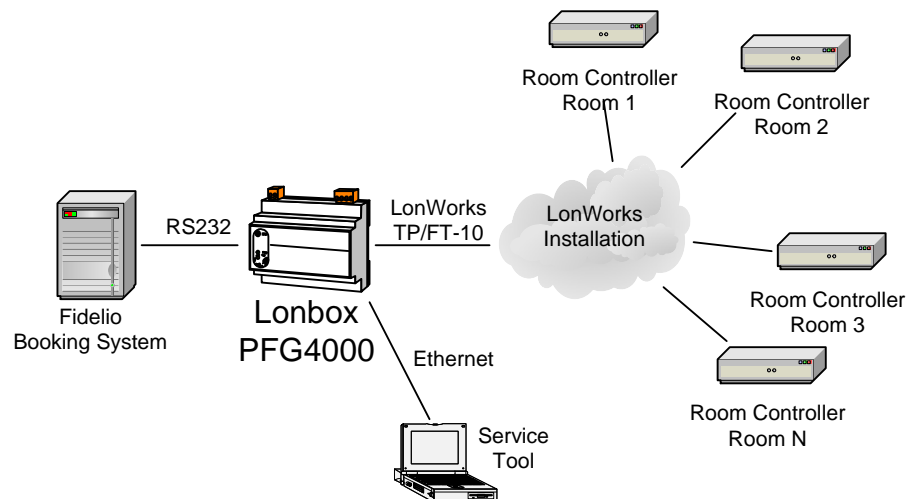 Room Controller
Room 1
Room Controller
Room 2
RS232
LonWorks
TP/FT-10
LonWorks
Installation
Fidelio
Booking System
Lonbox
PFG4000
Room Controller
Room 3
Ethernet
Room Controller
Room N
Service
Tool